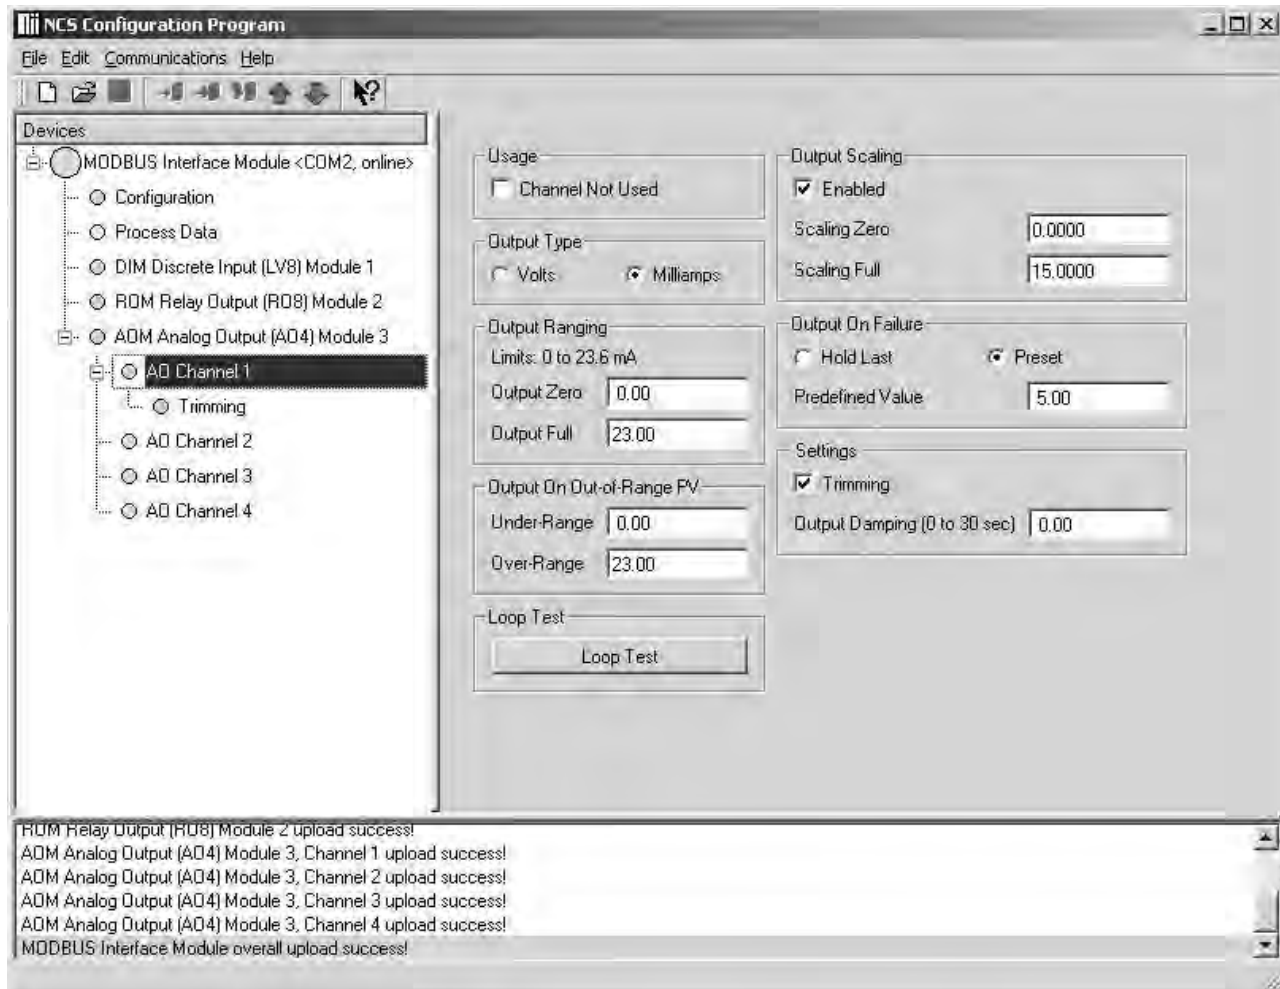 NCS Configuration Program
File Edit Communications Help
Devices
MODBUS Interface Module <COM2, online>
Configuration
Process Data
DIM Discrete Input (LV8) Module 1
ROM Relay Output (RO8) Module 2
AOM Analog Output (AO4) Module 3
AO Channel 1
Trimming
AO Channel 2
AO Channel 3
AO Channel 4
Usage
Channel Not Used
Output Type
Volts Milliamps
Output Ranging
Limits: 0 to 23.6 mA
Output Zero 0.00
Output Full 23.00
Output On Out-of-Range PV
Under-Range 0.00
Over-Range 23.00
Loop Test
Loop Test
Output Scaling
Enabled
Scaling Zero 0.0000
Scaling Full 15.0000
Output On Failure
Hold Last Preset
Predefined Value 5.00
Settings
Trimming
Output Damping (0 to 30 sec) 0.00
ROM Relay Output (RO8) Module 2 upload success!
AOM Analog Output (AO4) Module 3, Channel 1 upload success!
AOM Analog Output (AO4) Module 3, Channel 2 upload success!
AOM Analog Output (AO4) Module 3, Channel 3 upload success!
AOM Analog Output (AO4) Module 3, Channel 4 upload success!
MODBUS Interface Module overall upload success!